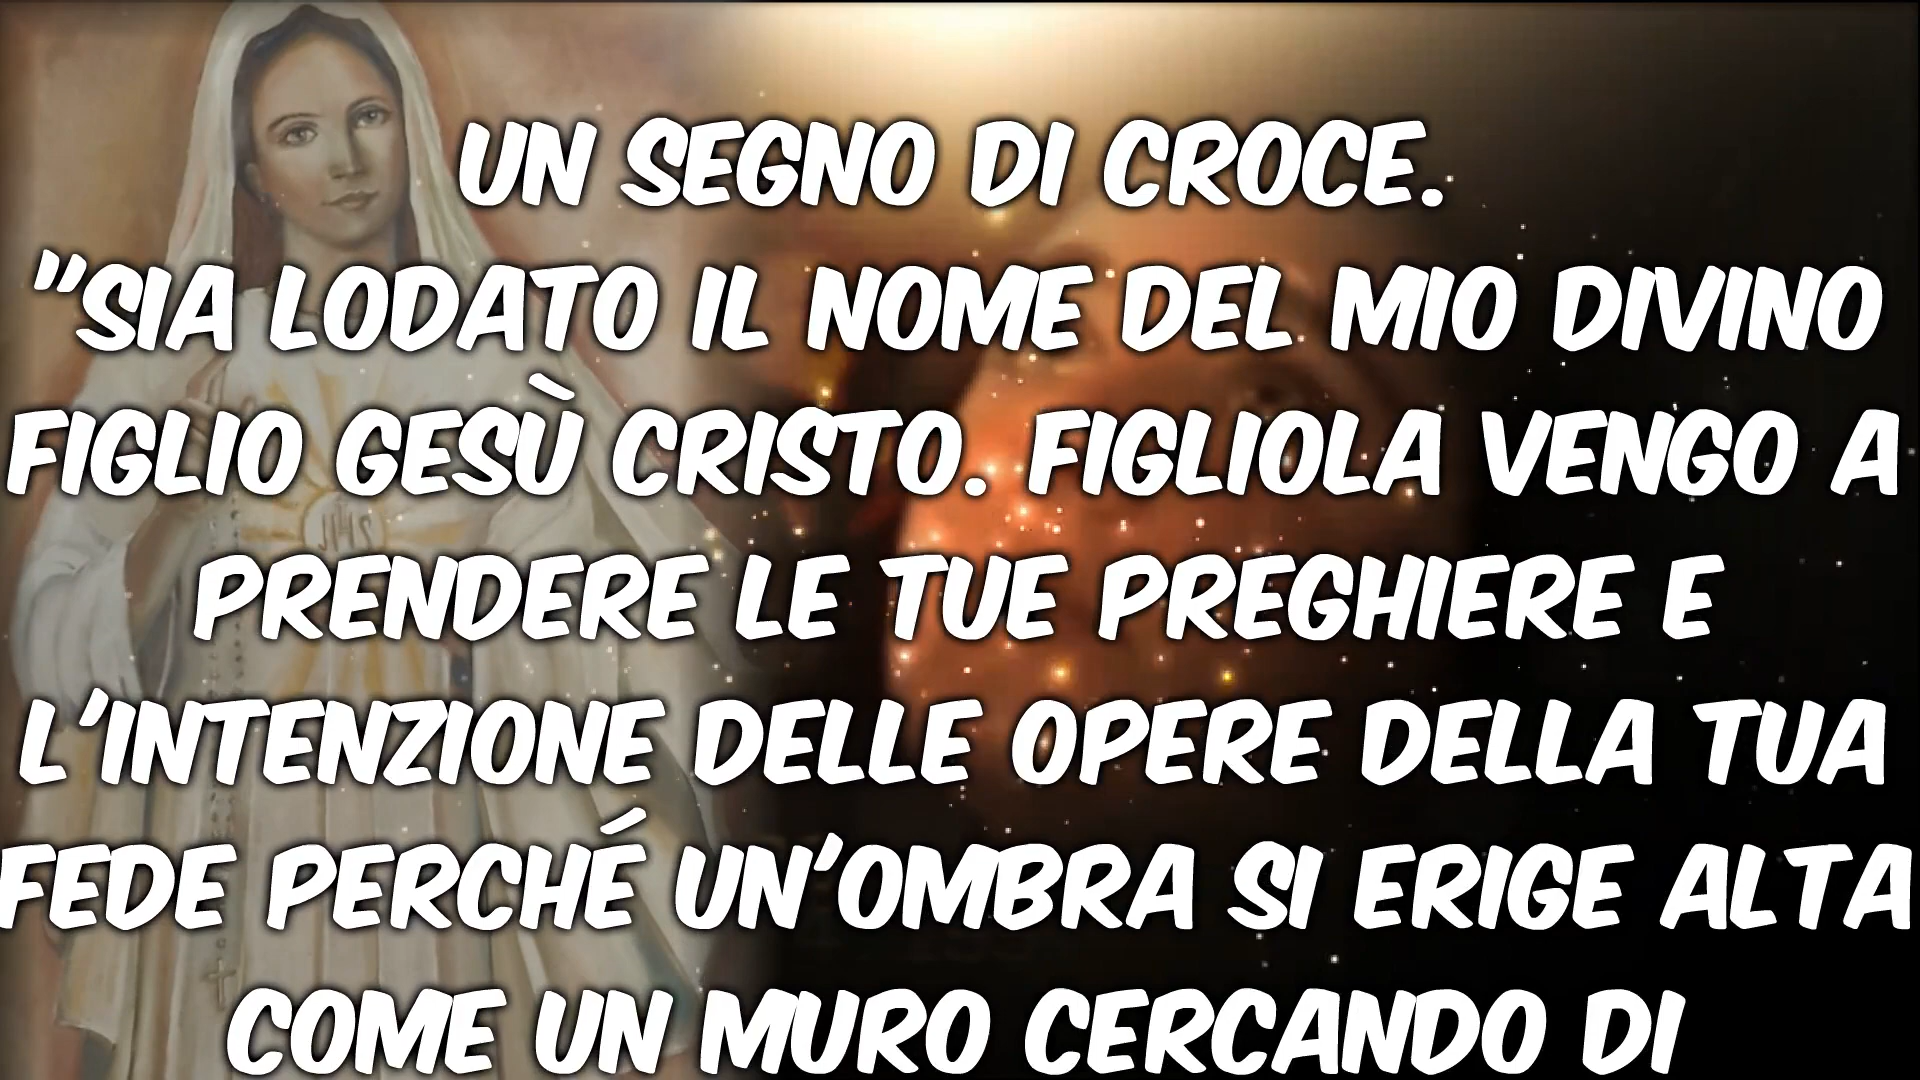 UN SEGNO DI CROCE.
"SIA LODATO IL NOME DEL MIO DIVINO
FIGLIO GESÙ CRISTO. FIGLIOLA VENGO A
PRENDERE LE TUE PREGHIERE E
L'INTENZIONE DELLE OPERE DELLA TUA
FEDE PERCHÉ UN'OMBRA SI ERIGE ALTA
COME UN MURO CERCANDO DI